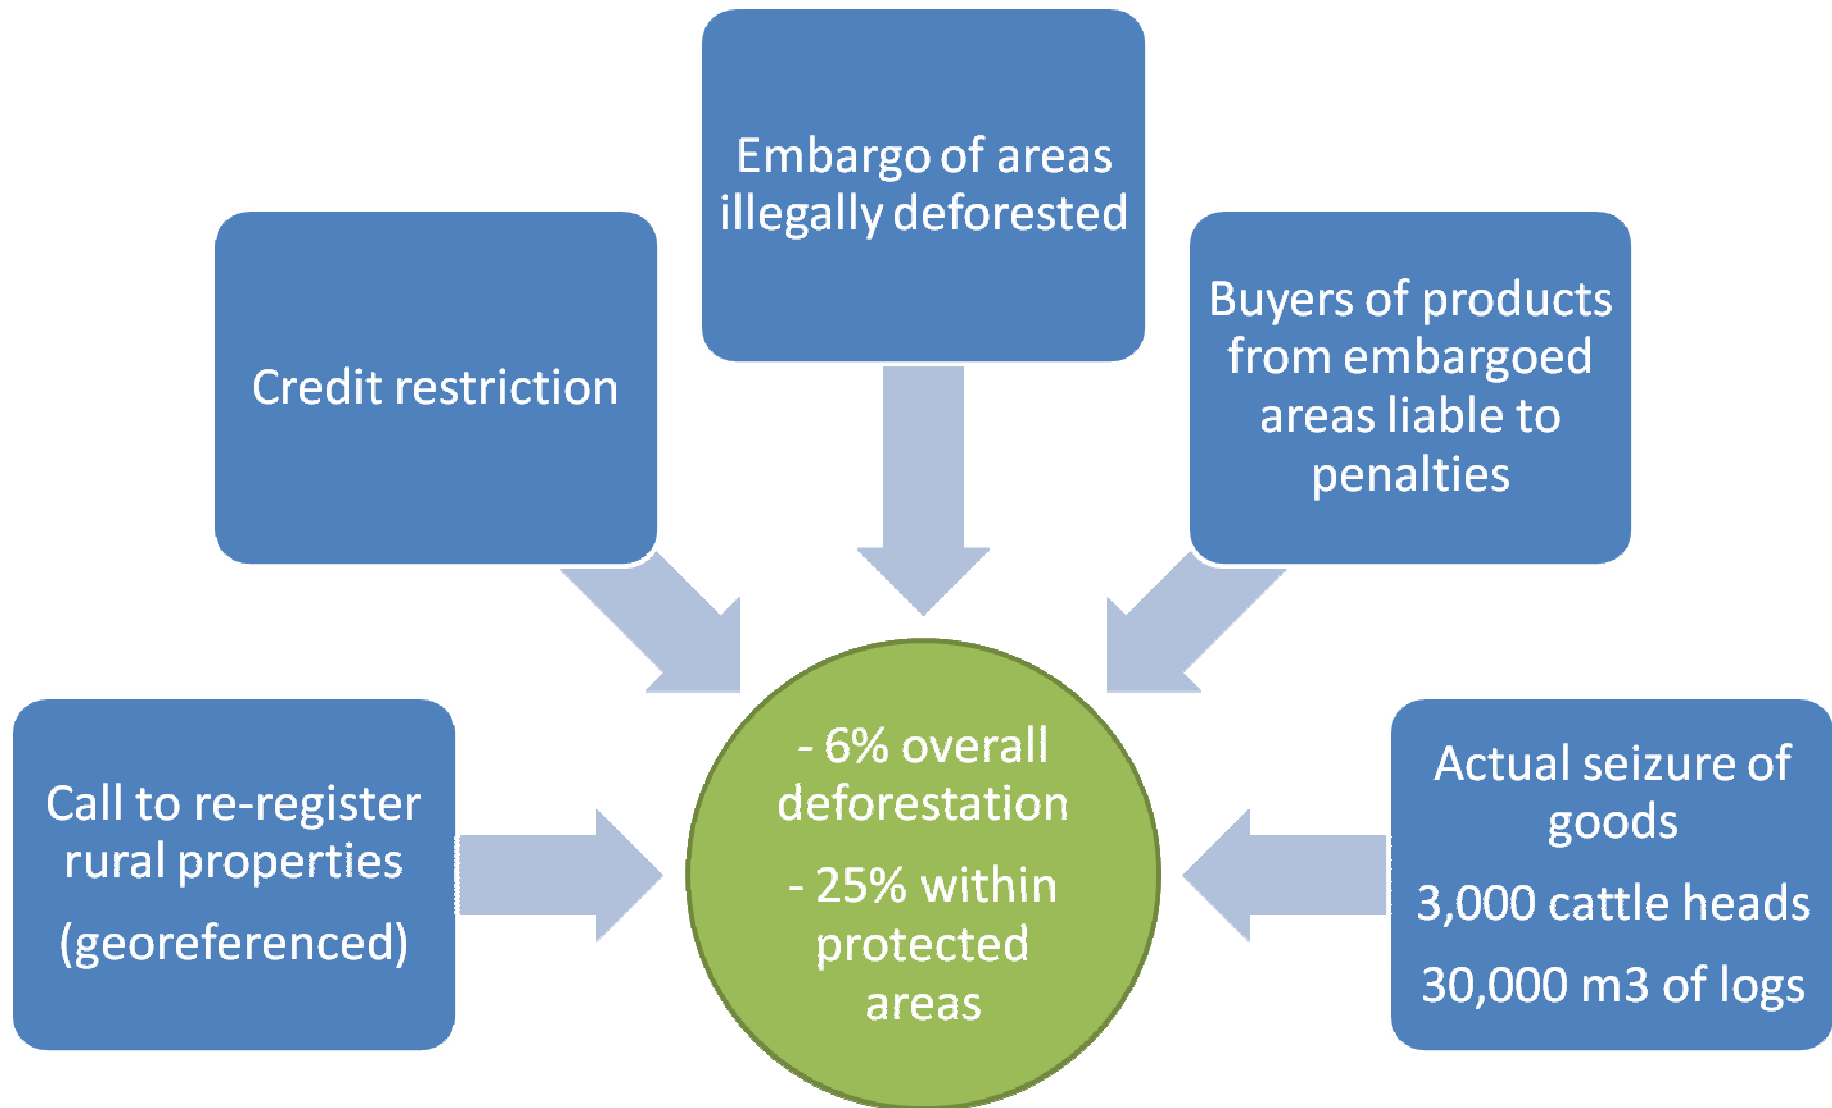 Embargo of areas
illegally deforested
Credit restriction
Buyers of products
from embargoed
areas liable to
penalties
Call to re-register
rural properties
(georeferenced)
- 6% overall
deforestation
- 25% within
protected
areas
Actual seizure of
goods
3,000 cattle heads
30,000 m3 of logs